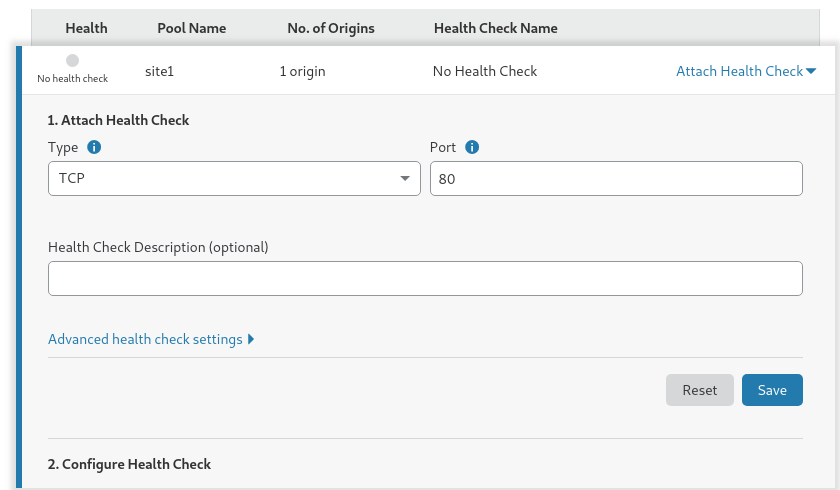 Health Pool Name No. of Origins Health Check Name
No health check site1 1 origin No Health Check Attach Health Check
1. Attach Health Check
Type Port
TCP 80
Health Check Description (optional)
Advanced health check settings
Reset Save
2. Configure Health Check